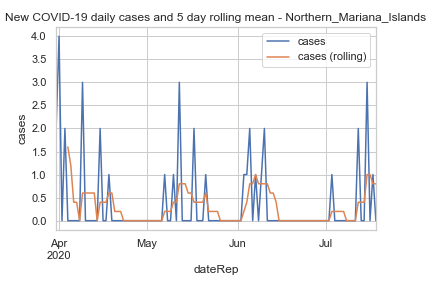 New COVID-19 daily cases and 5 day rolling mean - Northern_Mariana_Islands
cases
cases (rolling)
4.0
3.5
3.0
2.5
2.0
1.5
1.0
0.5
0.0
cases
Apr
2020
May
Jun
Jul
dateRep